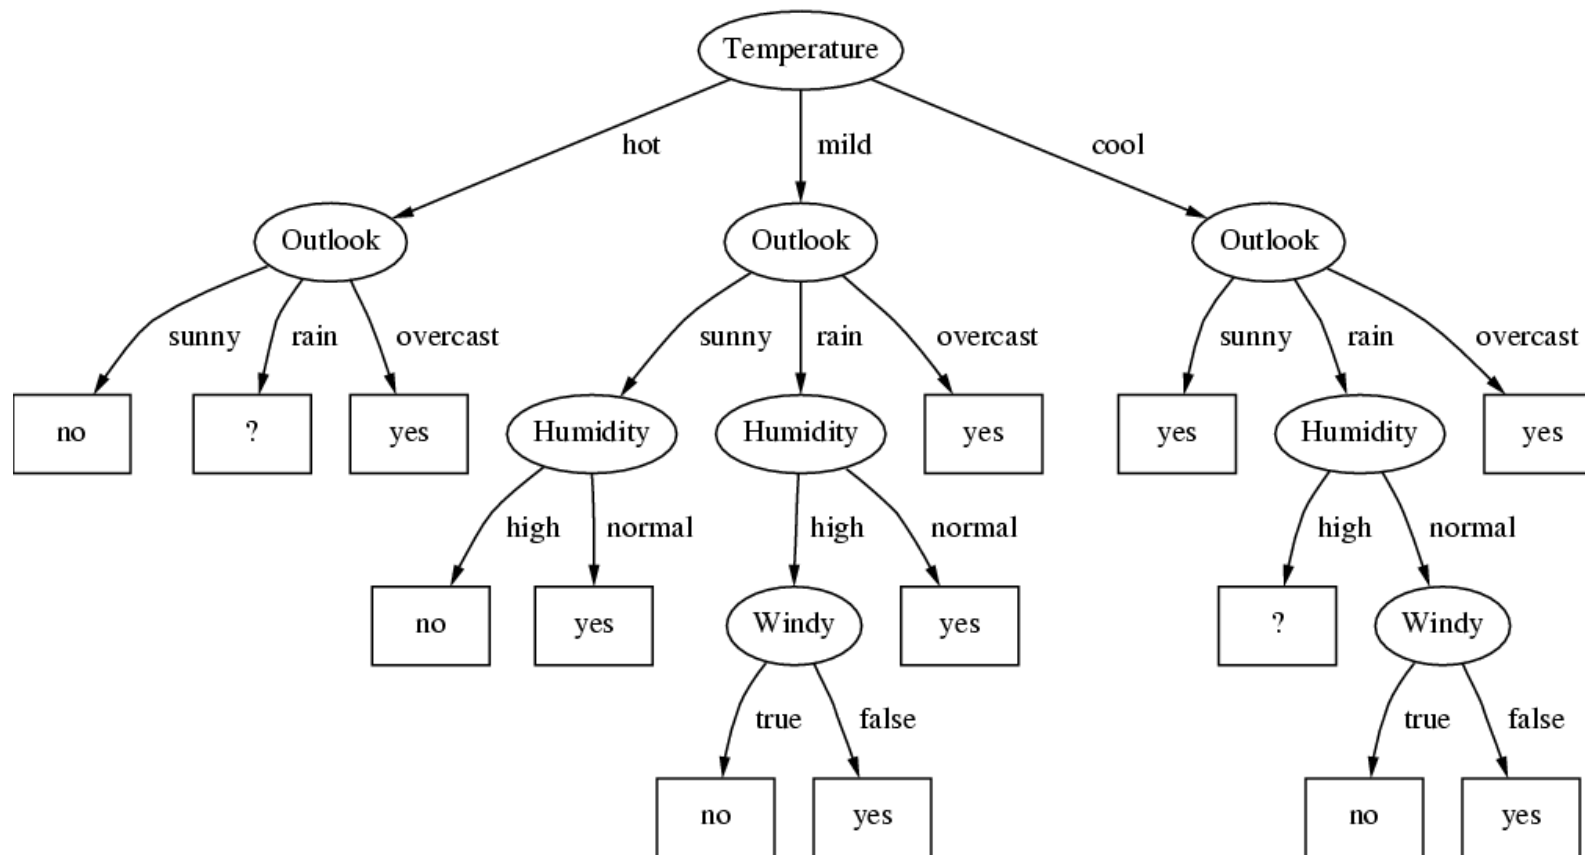 Temperature
hot mild cool
Outlook Outlook Outlook
sunny rain overcast sunny rain overcast sunny rain overcast
no ? yes Humidity Humidity yes yes Humidity yes
high normal high normal high normal
no yes Windy yes ? Windy
true false true false
no yes no yes